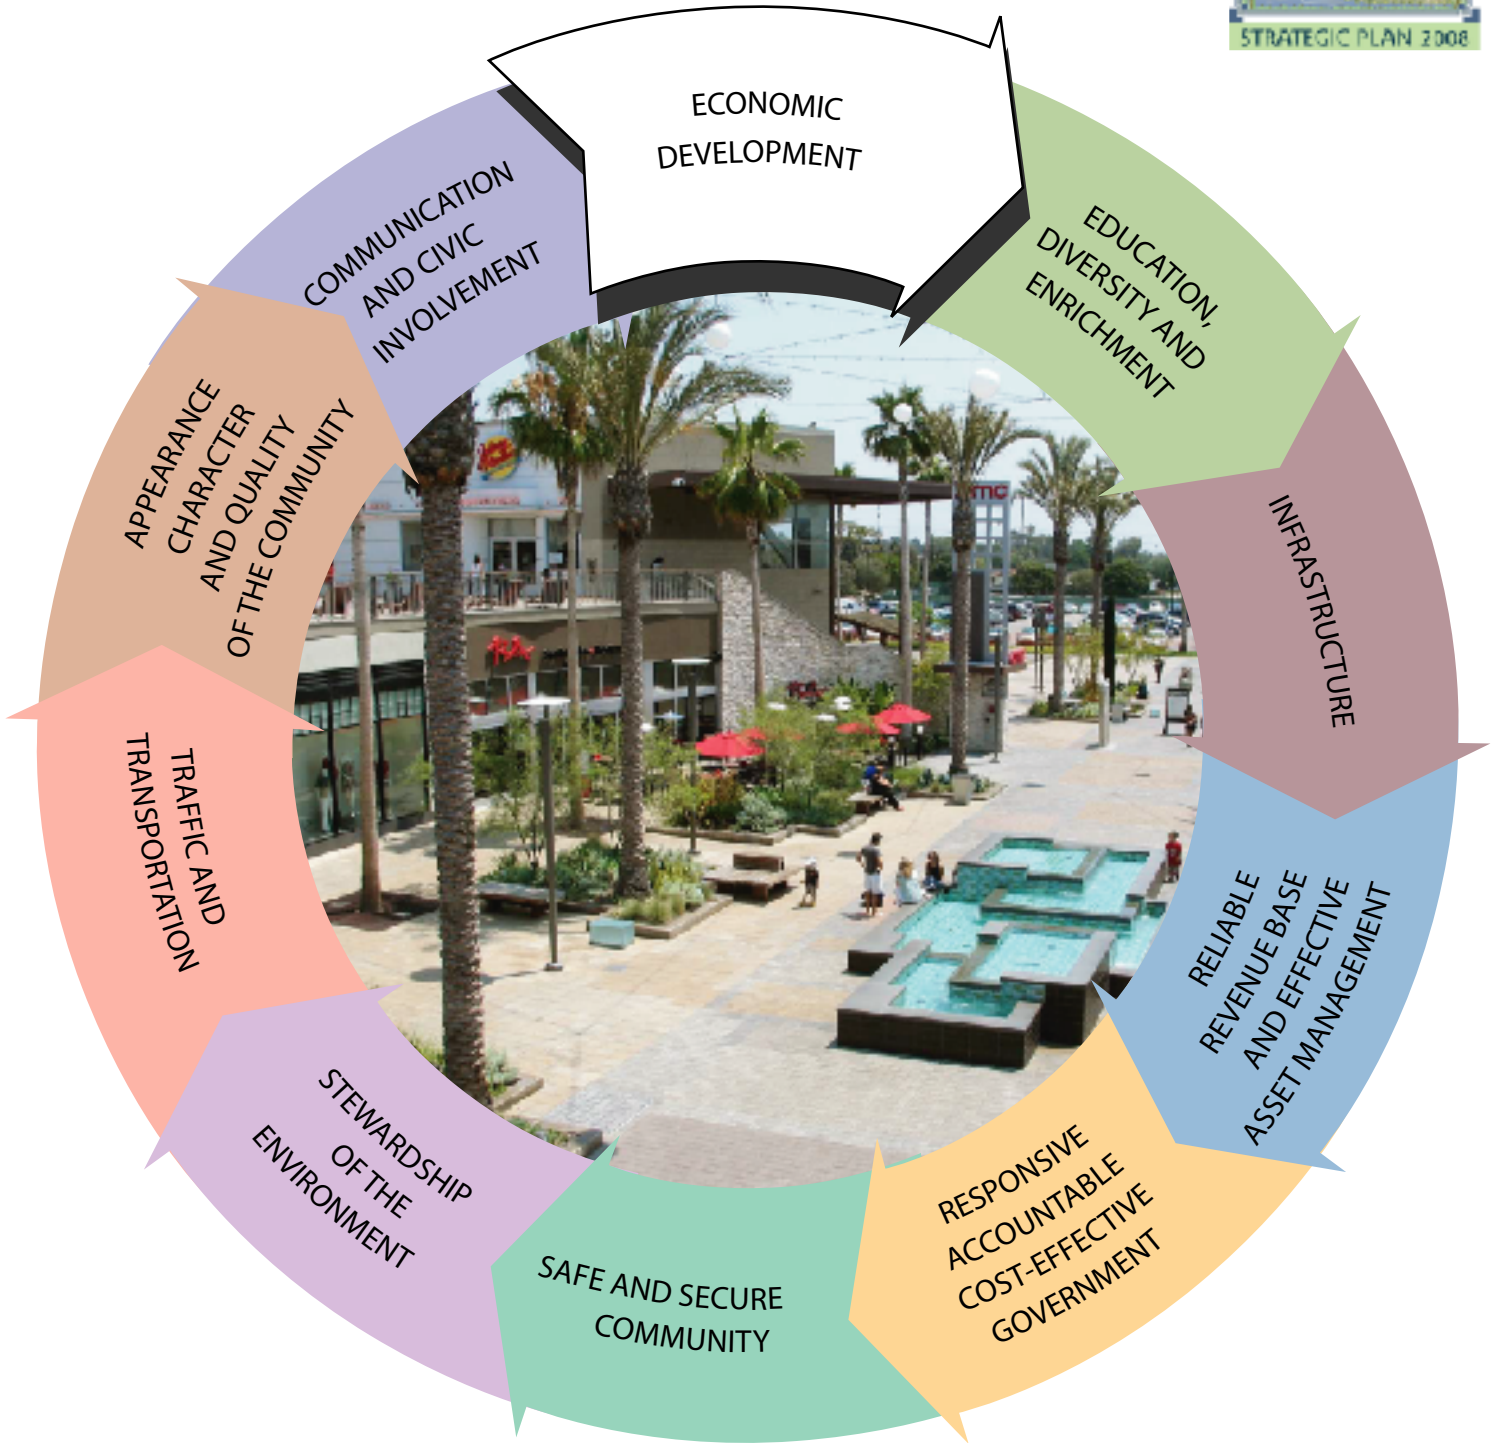 STRATEGIC PLAN 2008
ECONOMIC
DEVELOPMENT
EDUCATION,
DIVERSITY AND
ENRICHMENT
INFRASTRUCTURE
RELIABLE
REVENUE BASE
AND EFFECTIVE
ASSET MANAGEMENT
RESPONSIVE
ACCOUNTABLE
COST-EFFECTIVE
GOVERNMENT
SAFE AND SECURE
COMMUNITY
STEWARDSHIP
OF THE
ENVIRONMENT
TRAFFIC AND
TRANSPORTATION
APPEARANCE
CHARACTER
AND QUALITY
OF THE COMMUNITY
COMMUNICATION
AND CIVIC
INVOLVEMENT